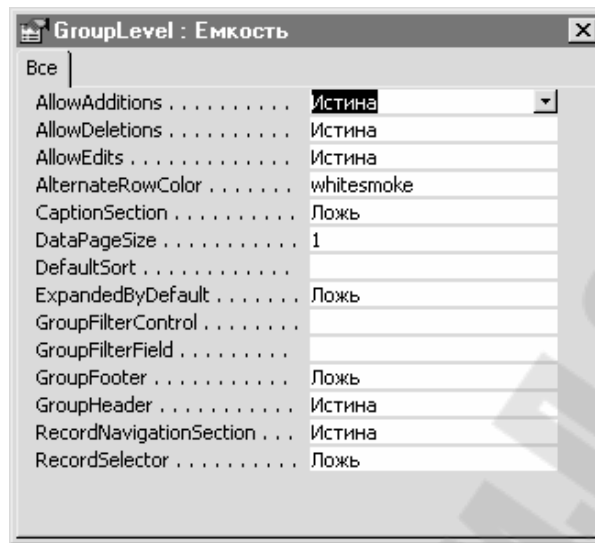 GroupLevel : Емкость
Все
AllowAdditions . . . . . . . . . . Истина
AllowDeletions . . . . . . . . . . Истина
AllowEdits . . . . . . . . . . . . . Истина
AlternateRowColor . . . . . . . whitesmoke
CaptionSection . . . . . . . . . . Ложь
DataPageSize . . . . . . . . . . . 1
DefaultSort . . . . . . . . . . . .
ExpandedByDefault . . . . . . . Ложь
GroupFilterControl . . . . . . . .
GroupFilterField . . . . . . . . .
GroupFooter . . . . . . . . . . . Ложь
GroupHeader . . . . . . . . . . . Истина
RecordNavigationSection . . . Истина
RecordSelector . . . . . . . . . . Ложь